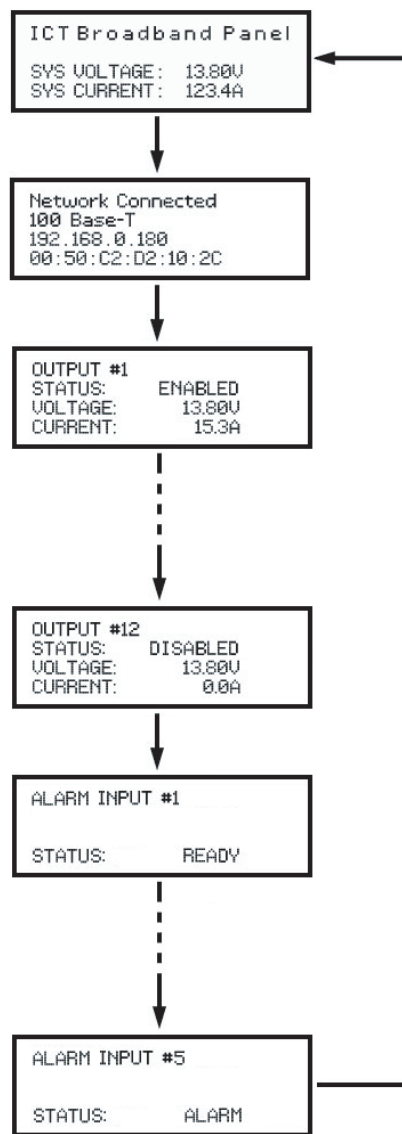 ICT Broadband Panel
SYS VOLTAGE: 13.80V
SYS CURRENT: 123.4A
Network Connected
100 Base-T
192.168.0.180
00:50:C2:D2:10:2C
OUTPUT #1
STATUS: ENABLED
VOLTAGE: 13.80V
CURRENT: 15.3A
OUTPUT #12
STATUS: DISABLED
VOLTAGE: 13.80V
CURRENT: 0.0A
ALARM INPUT #1
STATUS: READY
ALARM INPUT #5
STATUS: ALARM